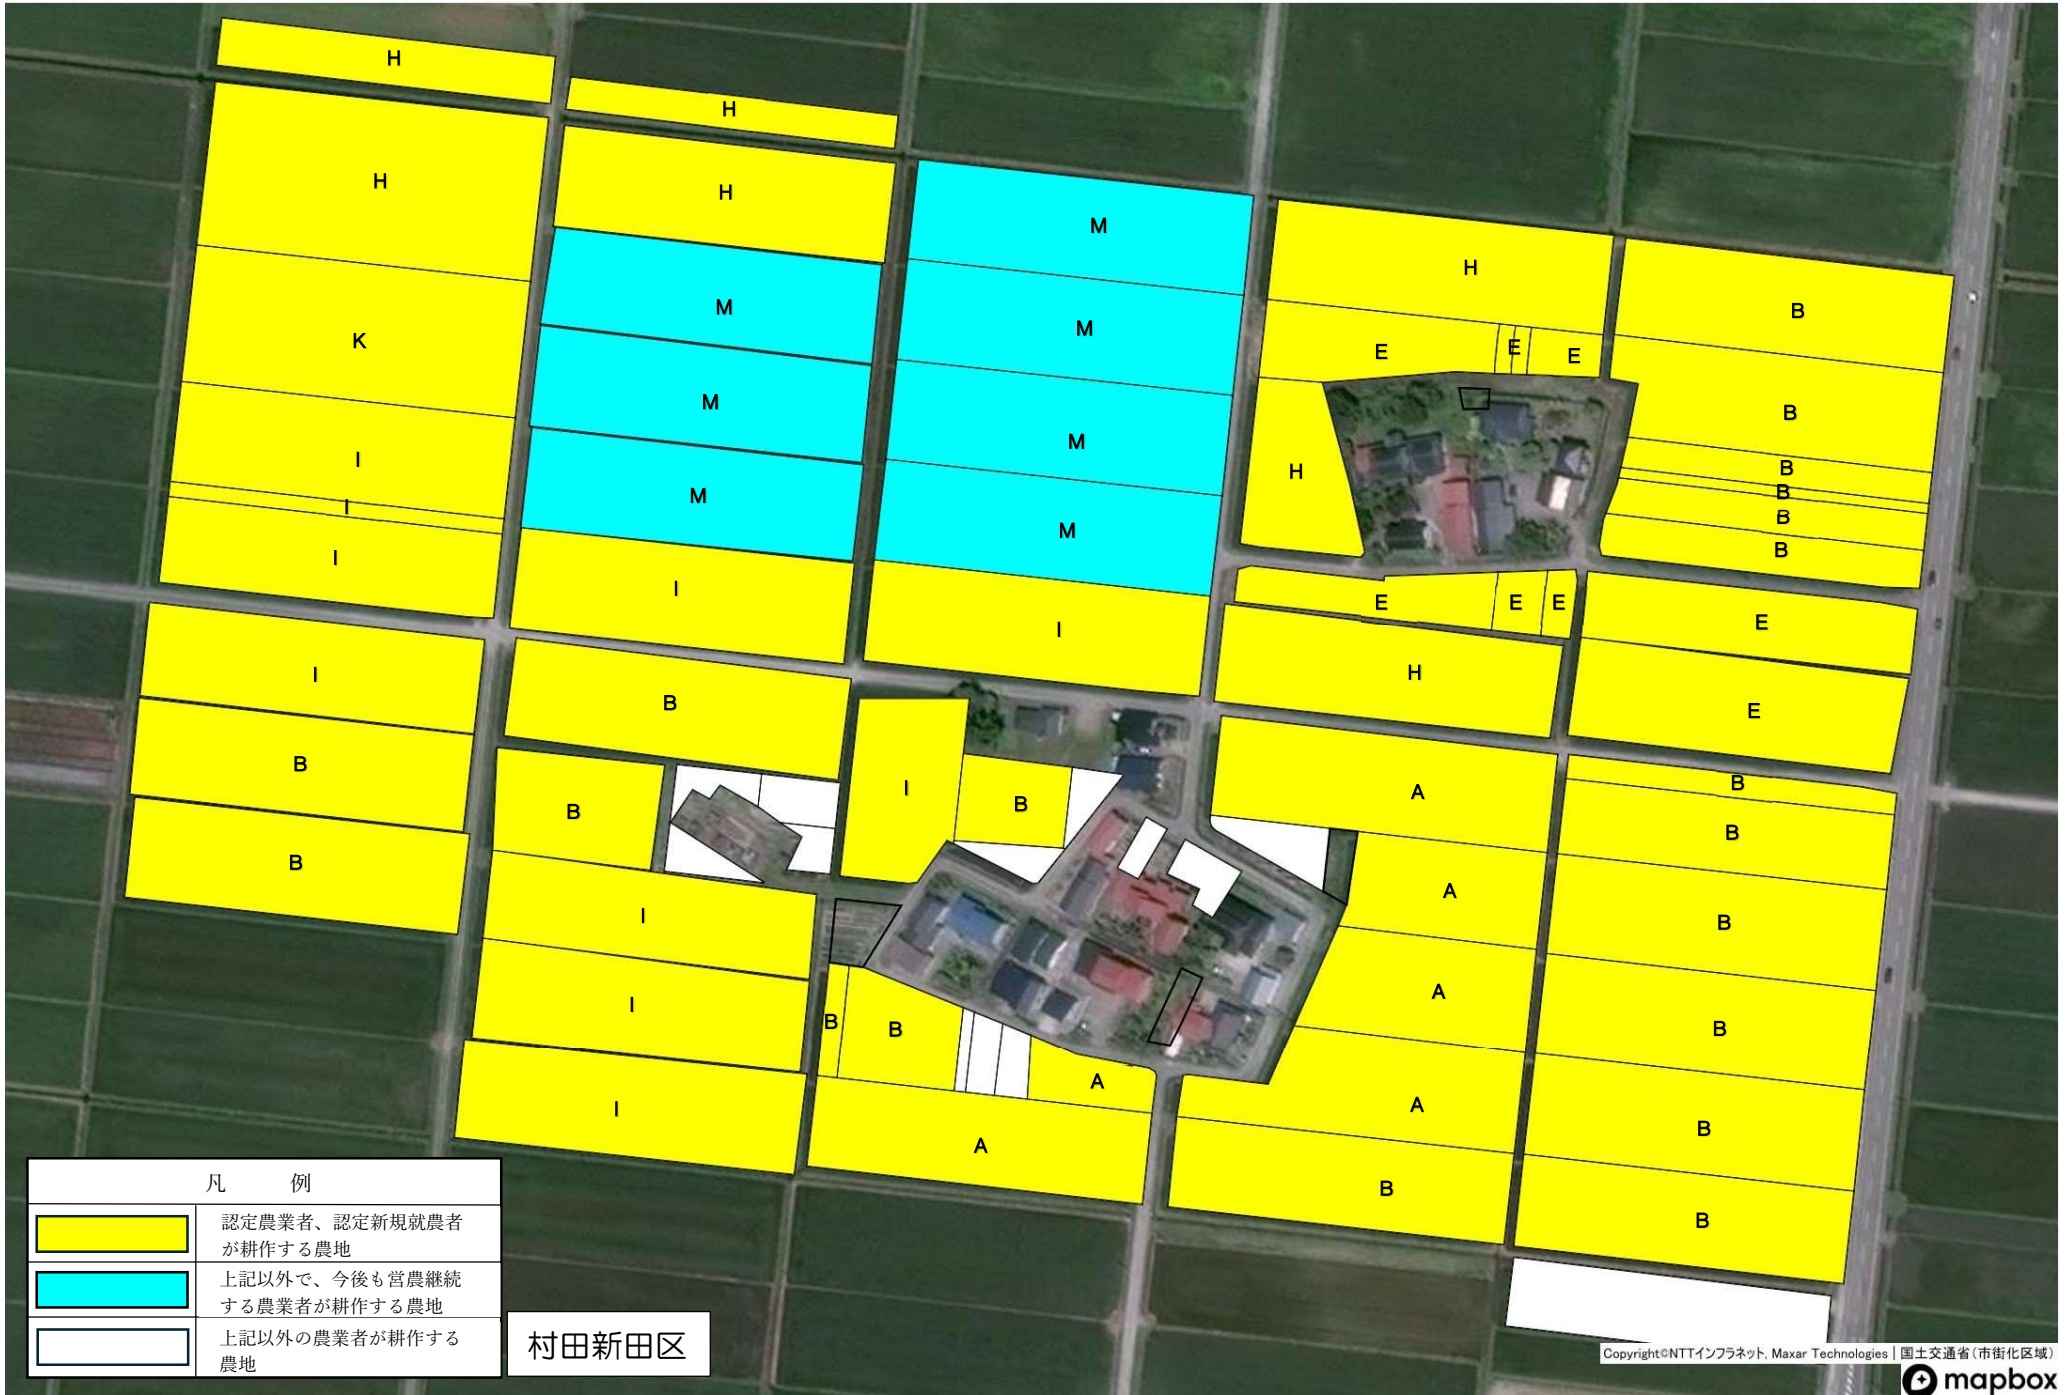 H
H
H
H
M
H
B
M
M
K
E
E
E
M
B
M
M
I
B
H
B
M
I
M
B
B
B
I
I
E
E
E
E
I
H
I
B
E
B
I
B
A
B
B
B
B
A
B
I
B
A
I
B
B
B
A
A
B
I
A
B
B
B
凡　例
認定農業者、認定新規就農者
が耕作する農地
上記以外で、今後も営農継続
する農業者が耕作する農地
上記以外の農業者が耕作する
農地
村田新田区
Copyright©NTTインフラネット, Maxar Technologies | 国土交通省(市街化区域)
mapbox